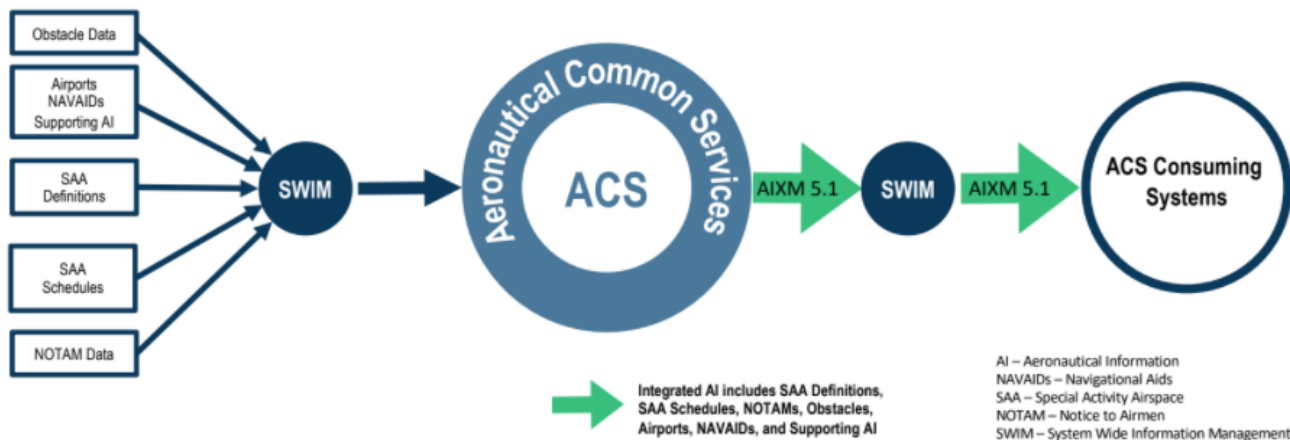 Obstacle Data
Airports
NAVAIDs
Supporting AI
SAA
Definitions
SAA
Schedules
NOTAM Data
SWIM
Aeronautical Common Services
ACS
AIXM 5.1
SWIM
AIXM 5.1
ACS Consuming
Systems
Integrated AI includes SAA Definitions,
SAA Schedules, NOTAMs, Obstacles,
Airports, NAVAIDs, and Supporting AI
AI – Aeronautical Information
NAVAIDs – Navigational Aids
SAA – Special Activity Airspace
NOTAM – Notice to Airmen
SWIM – System Wide Information Management